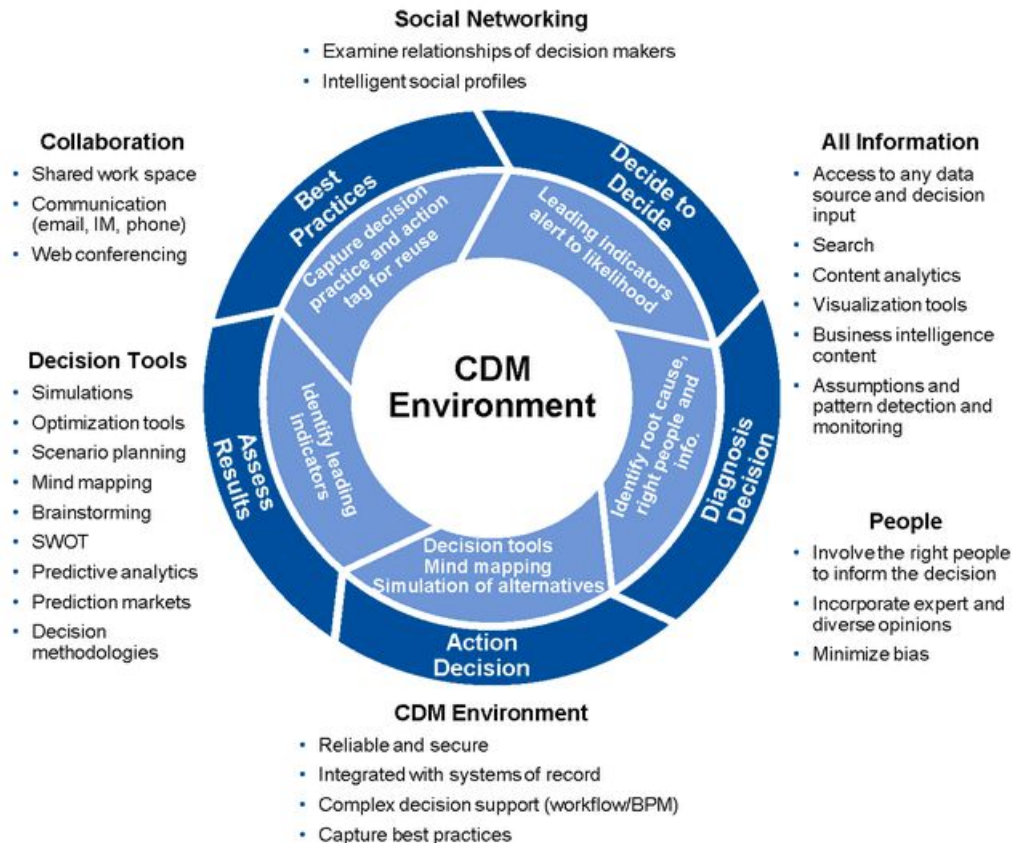 Social Networking
• Examine relationships of decision makers
• Intelligent social profiles
Collaboration
• Shared work space
• Communication
(email, IM, phone)
• Web conferencing
Decision Tools
• Simulations
• Optimization tools
• Scenario planning
• Mind mapping
• Brainstorming
• SWOT
• Predictive analytics
• Prediction markets
• Decision
methodologies
Best
Practices
Capture decision
practice and action
tag for reuse
Decide to
Decide
Leading indicators
alert to likelihood
CDM
Environment
Identify root cause,
right people and
info.
Diagnosis
Decision
Decision tools
Mind mapping
Simulation of alternatives
Action
Decision
Identify leading
indicators
Assess
Results
All Information
• Access to any data
source and decision
input
• Search
• Content analytics
• Visualization tools
• Business intelligence
content
• Assumptions and
pattern detection and
monitoring
People
• Involve the right people
to inform the decision
• Incorporate expert and
diverse opinions
• Minimize bias
CDM Environment
• Reliable and secure
• Integrated with systems of record
• Complex decision support (workflow/BPM)
• Capture best practices